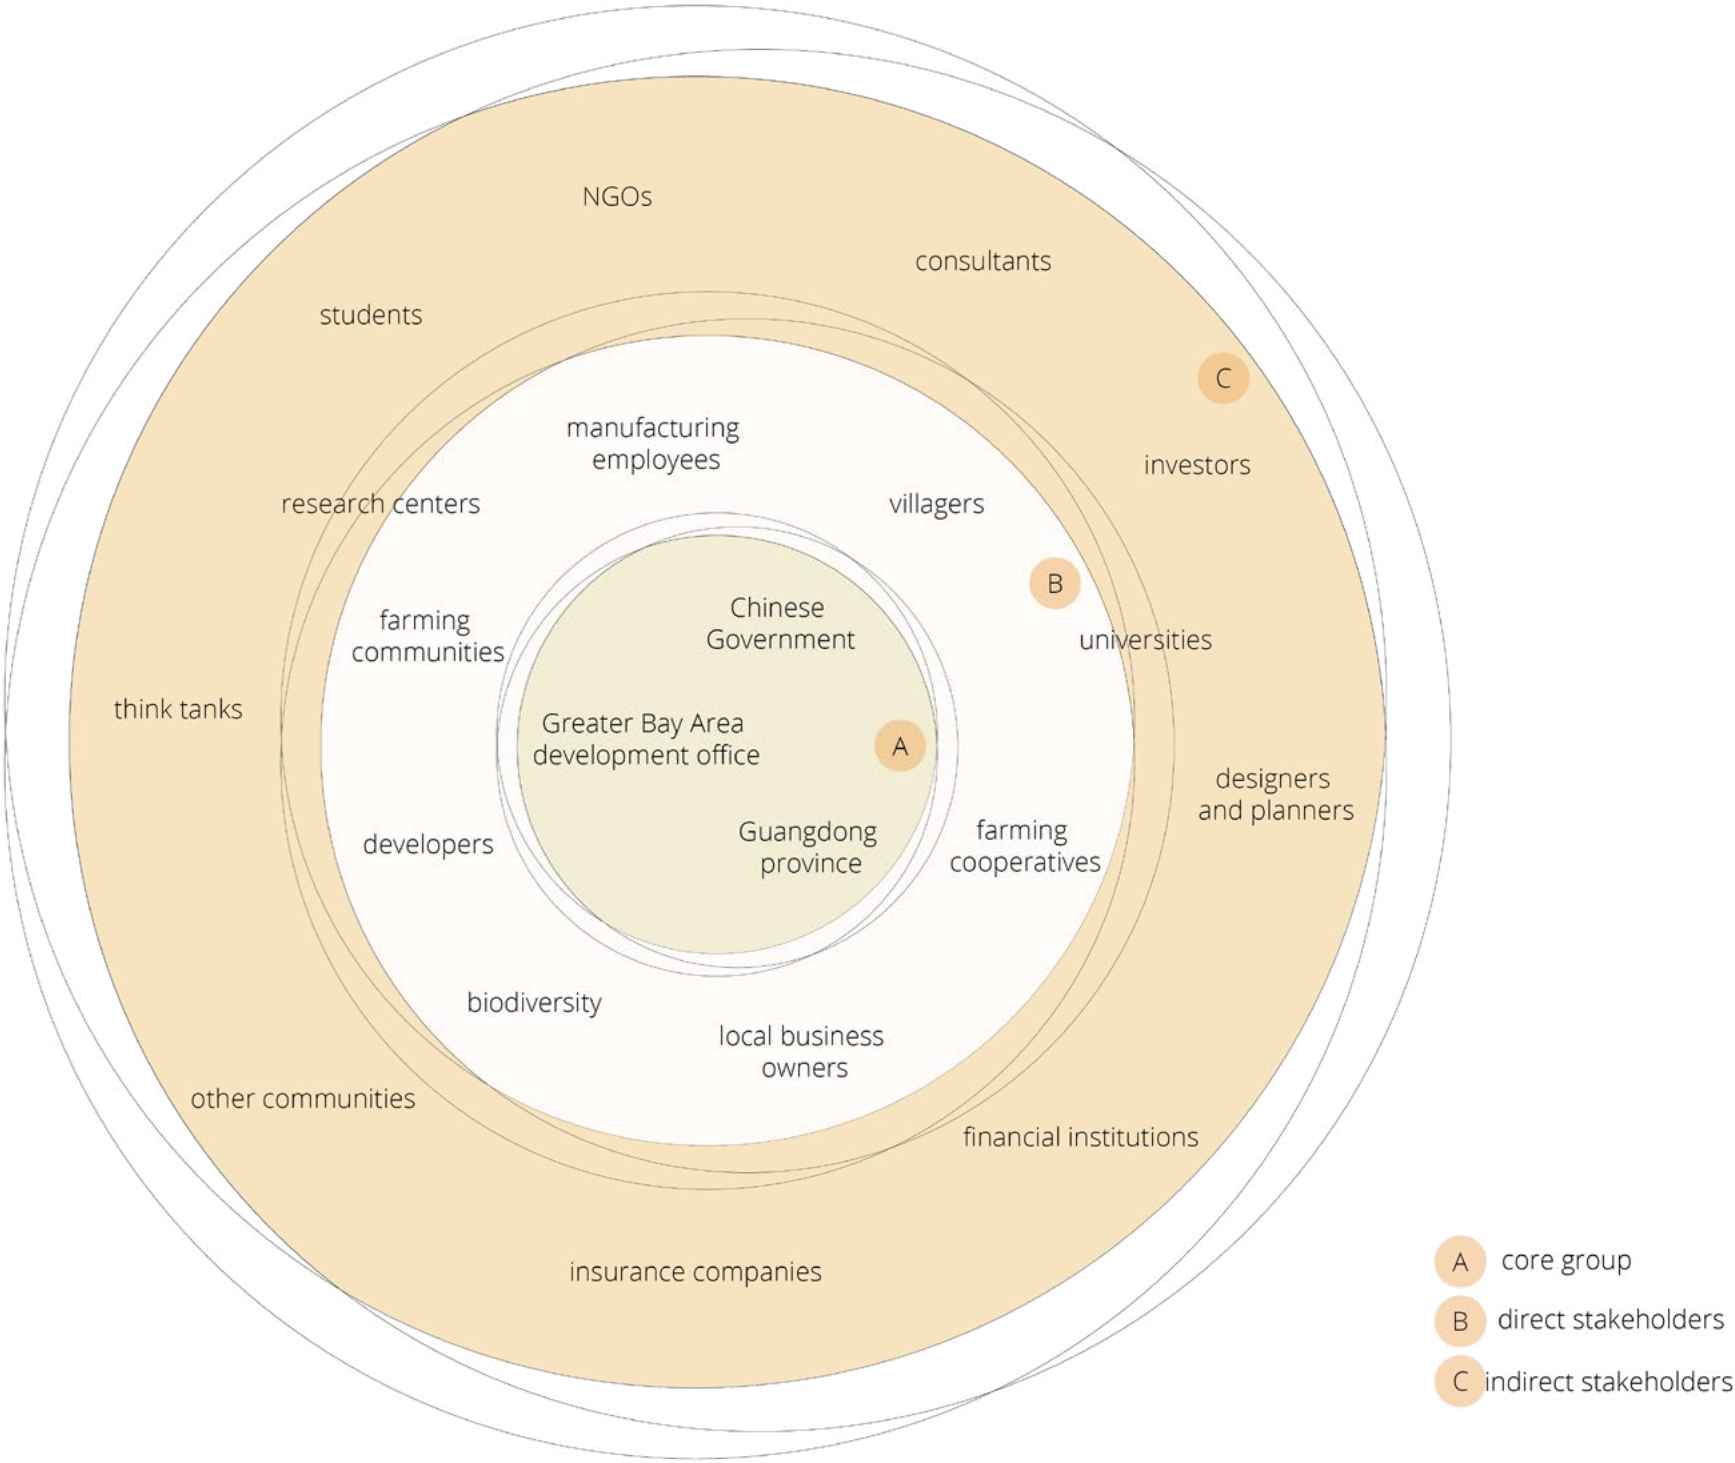 NGOs
consultants
students
C
manufacturing
employees
investors
research centers
villagers
B
Chinese
Government
farming
communities
universities
think tanks
Greater Bay Area
development office
A
designers
and planners
Guangdong
province
farming
cooperatives
developers
biodiversity
local business
owners
other communities
financial institutions
insurance companies
A core group
B direct stakeholders
C indirect stakeholders